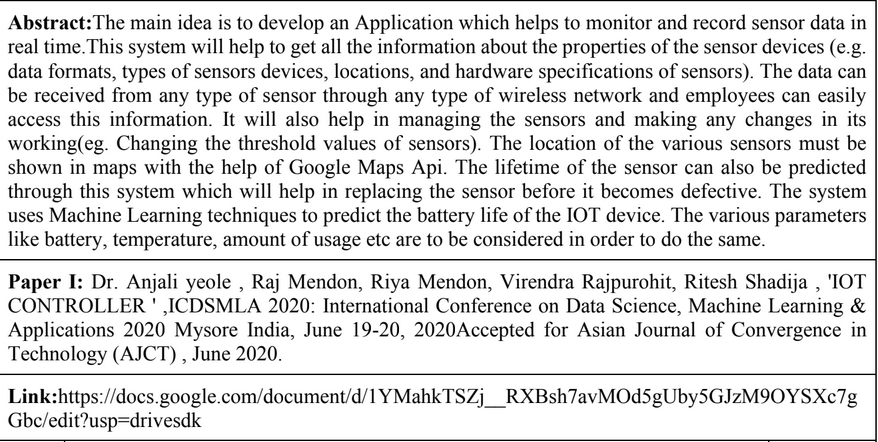 Abstract:The main idea is to develop an Application which helps to monitor and record sensor data in
real time.This system will help to get all the information about the properties of the sensor devices (e.g.
data formats, types of sensors devices, locations, and hardware specifications of sensors). The data can
be received from any type of sensor through any type of wireless network and employees can easily
access this information. It will also help in managing the sensors and making any changes in its
working(eg. Changing the threshold values of sensors). The location of the various sensors must be
shown in maps with the help of Google Maps Api. The lifetime of the sensor can also be predicted
through this system which will help in replacing the sensor before it becomes defective. The system
uses Machine Learning techniques to predict the battery life of the IOT device. The various parameters
like battery, temperature, amount of usage etc are to be considered in order to do the same.
Paper I: Dr. Anjali yeole , Raj Mendon, Riya Mendon, Virendra Rajpurohit, Ritesh Shadija , 'IOT
CONTROLLER ' ,ICDSMLA 2020: International Conference on Data Science, Machine Learning &
Applications 2020 Mysore India, June 19-20, 2020Accepted for Asian Journal of Convergence in
Technology (AJCT) , June 2020.
Link:https://docs.google.com/document/d/1YMahkTSZj__RXBsh7avMOd5gUby5GJzM9OYSXc7g
Gbc/edit?usp=drivesdk